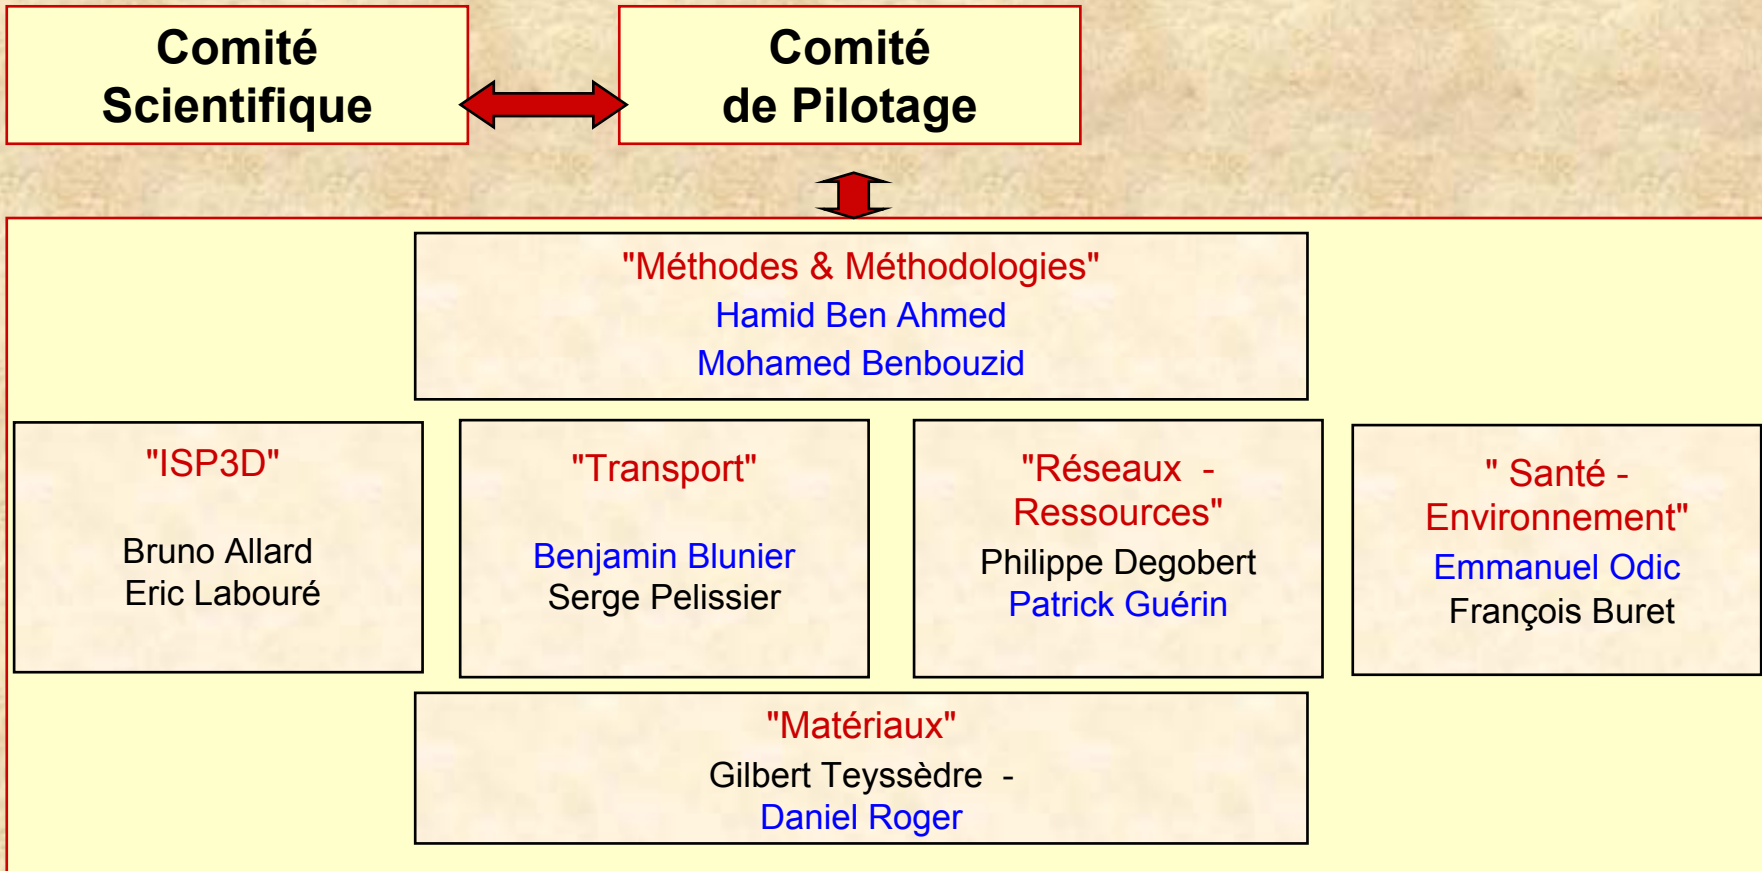 Comité
Scientifique
Comité
de Pilotage
"Méthodes & Méthodologies"
Hamid Ben Ahmed
Mohamed Benbouzid
"ISP3D"
Bruno Allard
Eric Labouré
"Transport"
Benjamin Blunier
Serge Pelissier
"Réseaux  -
Ressources"
Philippe Degobert
Patrick Guérin
" Santé -
Environnement"
Emmanuel Odic
François Buret
"Matériaux"
Gilbert Teyssèdre  -
Daniel Roger